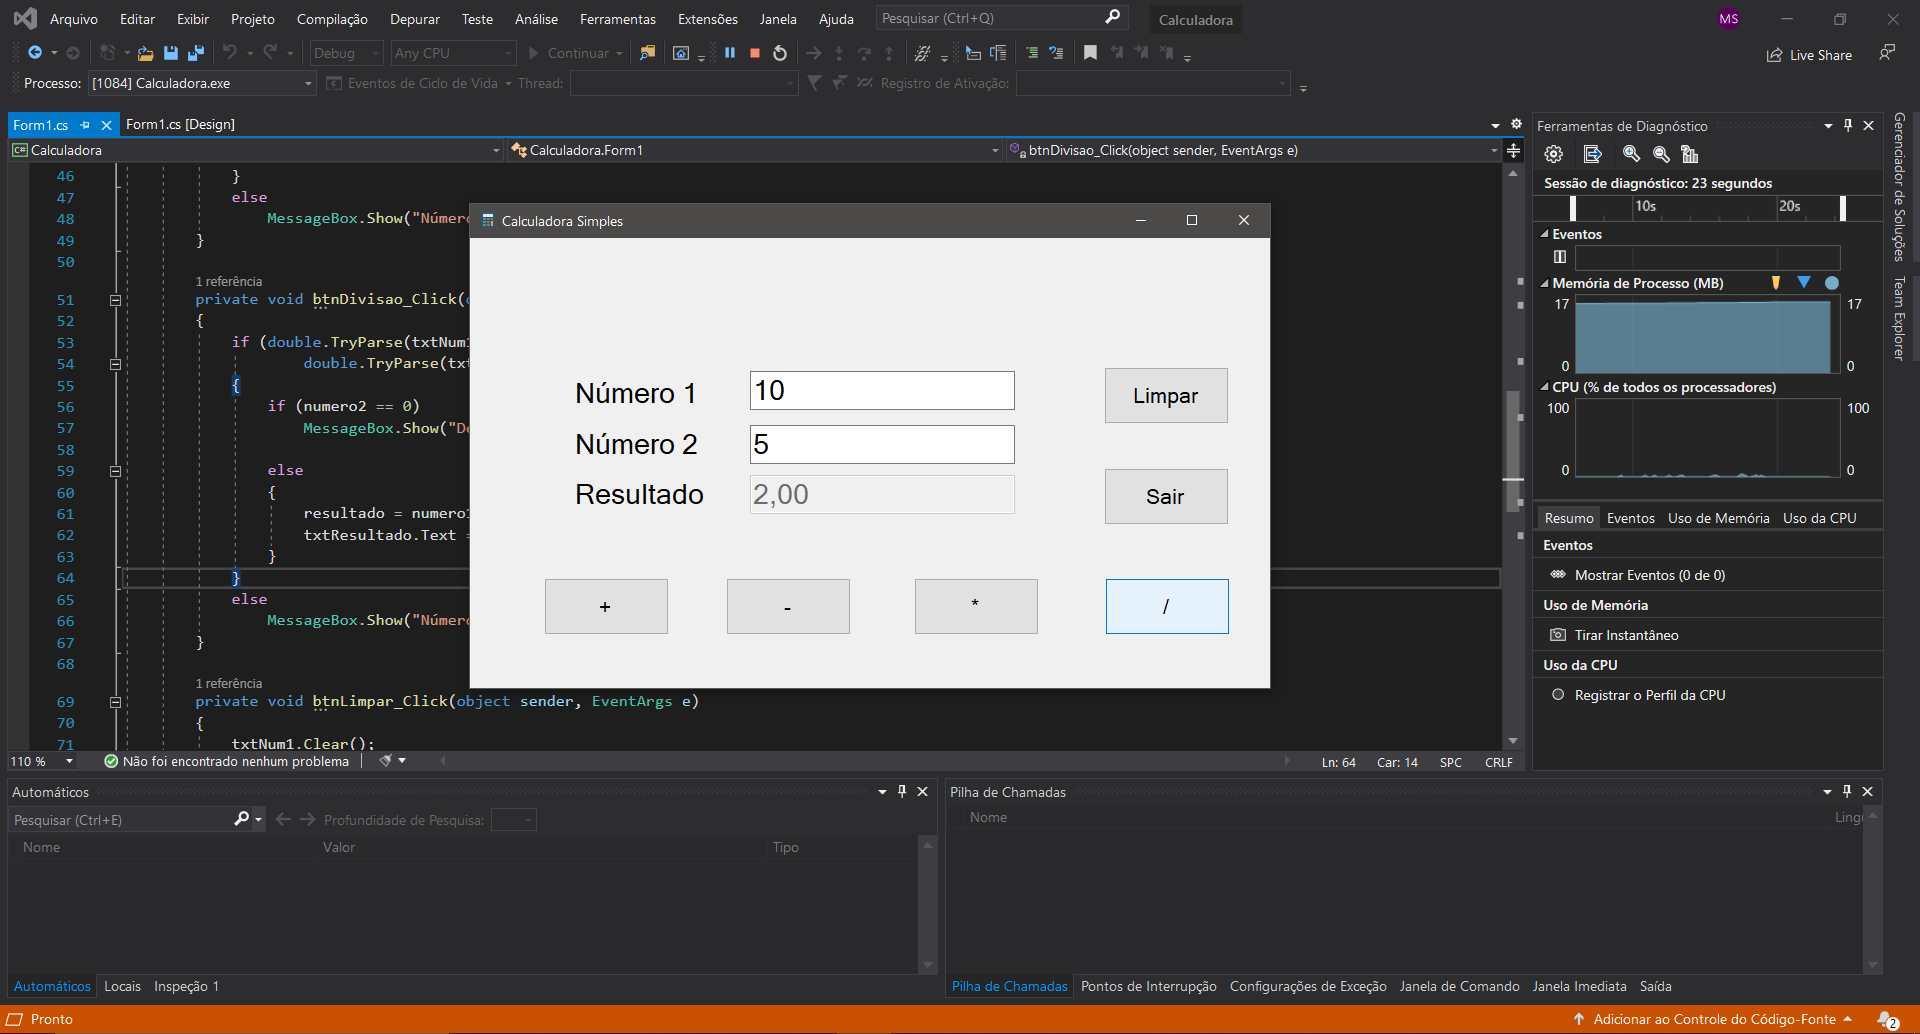 Arquivo Editar Exibir Projeto Compilação Depurar Teste Análise Ferramentas Extensões Janela Ajuda Pesquisar (Ctrl+Q) Calculadora MS
Debug Any CPU Continuar Live Share
Processo: [1084] Calculadora.exe Eventos de Ciclo de Vida Thread: Registro de Ativação:
Form1.cs Form1.cs [Design]
Calculadora Calculadora.Form1 btnDivisao_Click(object sender, EventArgs e)
46 }
47 else
48 MessageBox.Show("Número
49 }
50
1 referência
51 private void btnDivisao_Click(
52 {
53 if (double.TryParse(txtNum1
54 double.TryParse(txt
55 {
56 if (numero2 == 0)
57 MessageBox.Show("De
58
59 else
60 {
61 resultado = numero1
62 txtResultado.Text =
63 }
64 }
65 else
66 MessageBox.Show("Número
67 }
68
1 referência
69 private void btnLimpar_Click(object sender, EventArgs e)
70 {
71 txtNum1.Clear();
110 % Não foi encontrado nenhum problema Ln: 64 Car: 14 SPC CRLF
Calculadora Simples
Número 1 10 Limpar
Número 2 5
Resultado 2,00 Sair
+ - * /
Ferramentas de Diagnóstico
Sessão de diagnóstico: 23 segundos
10s 20s
Eventos
Memória de Processo (MB)
17 17
0 0
CPU (% de todos os processadores)
100 100
0 0
Resumo Eventos Uso de Memória Uso da CPU
Eventos
Mostrar Eventos (0 de 0)
Uso de Memória
Tirar Instantâneo
Uso da CPU
Registrar o Perfil da CPU
Gerenciador de Soluções
Team Explorer
Automáticos
Pesquisar (Ctrl+E) Profundidade de Pesquisa:
Nome Valor Tipo
Automáticos Locais Inspeção 1
Pilha de Chamadas
Nome Lingu
Pilha de Chamadas Pontos de Interrupção Configurações de Exceção Janela de Comando Janela Imediata Saída
Pronto Adicionar ao Controle do Código-Fonte 2